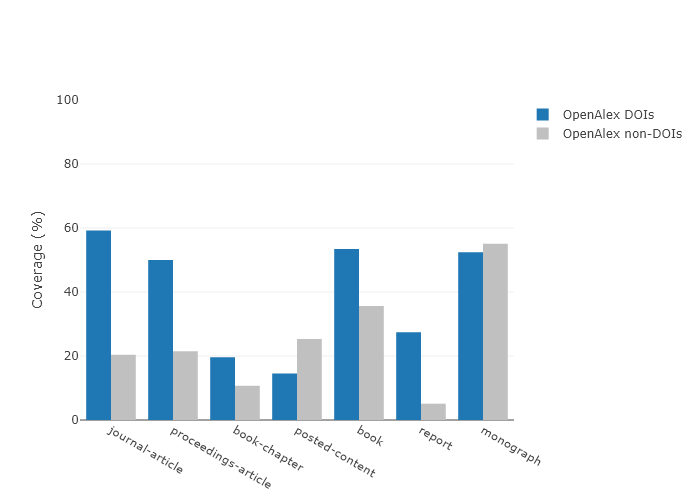 100
80
60
40
20
0
Coverage (%)
OpenAlex DOIs
OpenAlex non-DOIs
journal-article
proceedings-article
book-chapter
posted-content
book
report
monograph